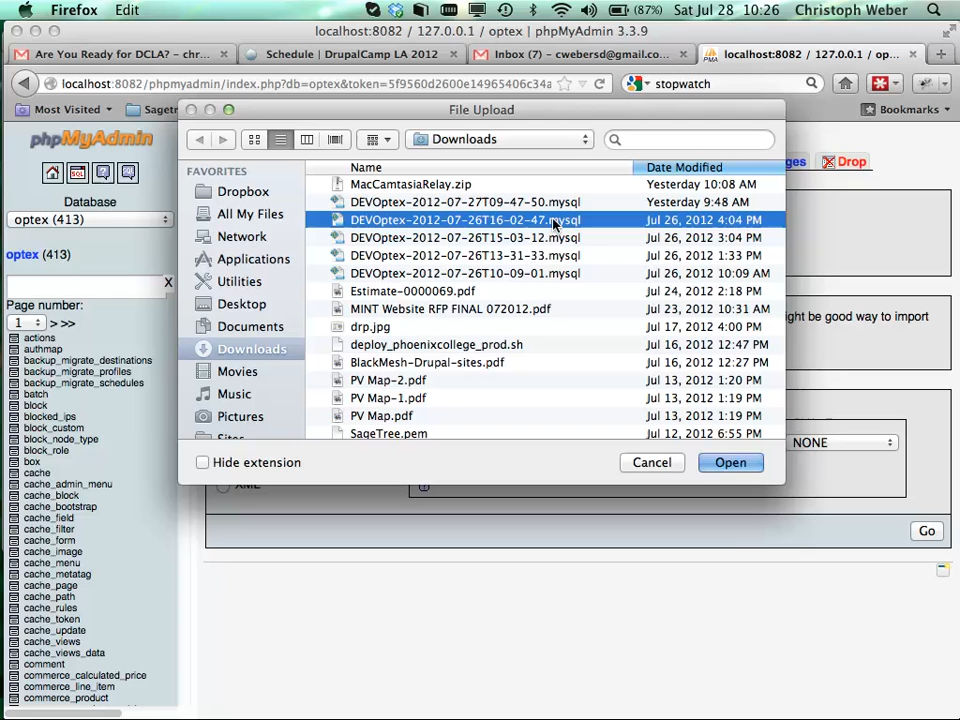 Firefox Edit (87%) Sat Jul 28 10:26 Christoph Weber
localhost:8082 / 127.0.0.1 / optex | phpMyAdmin 3.3.9
Are You Ready for DCLA? – chr...
Schedule | DrupalCamp LA 2012
Inbox (7) – cwebersd@gmail.co...
localhost:8082 / 127.0.0.1 / op...
localhost:8082/phpmyadmin/index.php?db=optex&token=5f9560d2600e14965406c34a
stopwatch
Most Visited
Sagetr
Bookmarks
File Upload
Downloads
phpMyAdmin
Database
optex (413)
optex (413)
X
Page number:
1 > >>
actions
authmap
backup_migrate_destinations
backup_migrate_profiles
backup_migrate_schedules
batch
block
blocked_ips
block_custom
block_node_type
block_role
box
cache
cache_admin_menu
cache_block
cache_bootstrap
cache_field
cache_filter
cache_form
cache_image
cache_menu
cache_metatag
cache_page
cache_path
cache_rules
cache_token
cache_update
cache_views
cache_views_data
comment
commerce_calculated_price
commerce_line_item
commerce_product
FAVORITES
Dropbox
All My Files
Network
Applications
Utilities
Desktop
Documents
Downloads
Movies
Music
Pictures
Sites
Name Date Modified
MacCamtasiaRelay.zip Yesterday 10:08 AM
DEVOptex-2012-07-27T09-47-50.mysql Yesterday 9:48 AM
DEVOptex-2012-07-26T16-02-47.mysql Jul 26, 2012 4:04 PM
DEVOptex-2012-07-26T15-03-12.mysql Jul 26, 2012 3:04 PM
DEVOptex-2012-07-26T13-31-33.mysql Jul 26, 2012 1:33 PM
DEVOptex-2012-07-26T10-09-01.mysql Jul 26, 2012 10:09 AM
Estimate-0000069.pdf Jul 24, 2012 2:18 PM
MINT Website RFP FINAL 072012.pdf Jul 23, 2012 10:31 AM
drp.jpg Jul 17, 2012 4:00 PM
deploy_phoenixcollege_prod.sh Jul 16, 2012 12:47 PM
BlackMesh-Drupal-sites.pdf Jul 16, 2012 12:27 PM
PV Map-2.pdf Jul 13, 2012 1:20 PM
PV Map-1.pdf Jul 13, 2012 1:19 PM
PV Map.pdf Jul 13, 2012 1:19 PM
SageTree.pem Jul 12, 2012 6:55 PM
Hide extension Cancel Open
ges Drop
ght be good way to import
NONE
XML
Go